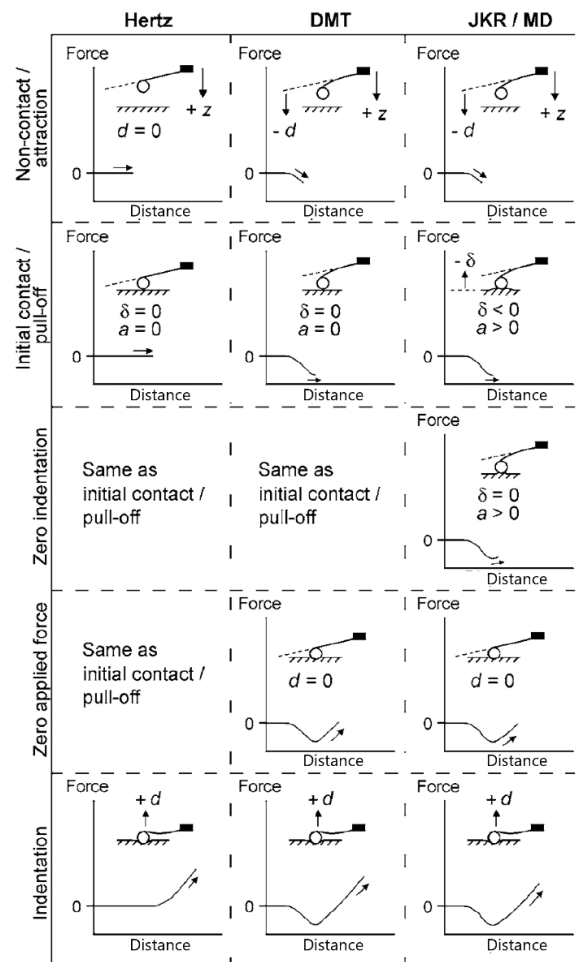 Hertz
DMT
JKR / MD
Non-contact /
attraction
Force
+ z
d = 0
0
Distance
Force
- d
+ z
0
Distance
Force
- d
+ z
0
Distance
Initial contact /
pull-off
Force
δ = 0
a = 0
0
Distance
Force
δ = 0
a = 0
0
Distance
Force
- δ
δ < 0
a > 0
0
Distance
Zero indentation
Same as
initial contact /
pull-off
Same as
initial contact /
pull-off
Force
δ = 0
a > 0
0
Distance
Zero applied force
Same as
initial contact /
pull-off
Force
d = 0
0
Distance
Force
d = 0
0
Distance
Indentation
Force
+ d
0
Distance
Force
+ d
0
Distance
Force
+ d
0
Distance